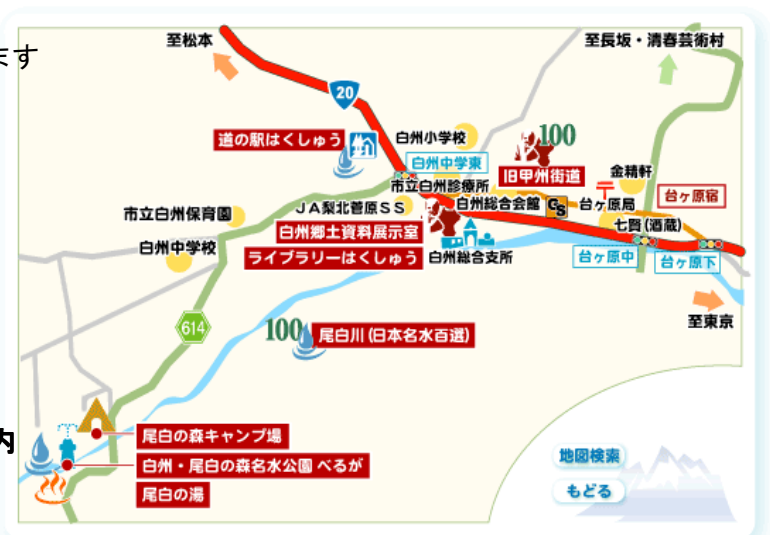 至松本
ます
至長坂・清春芸術村
20
道の駅はくしゅう
白州小学校
100
白州中学東
旧甲州街道
金精軒
市立白州診療所
台ヶ原宿
JA梨北菅原SS
白州総合会館
GS
台ヶ原局
市立白州保育園
七賢(酒蔵)
白州郷土資料展示室
白州中学校
ライブラリーはくしゅう
白州総合支所
台ヶ原中
台ヶ原下
至東京
614
100
尾白川(日本名水百選)
内
尾白の森キャンプ場
白州・尾白の森名水公園 べるが
尾白の湯
地図検索
もどる